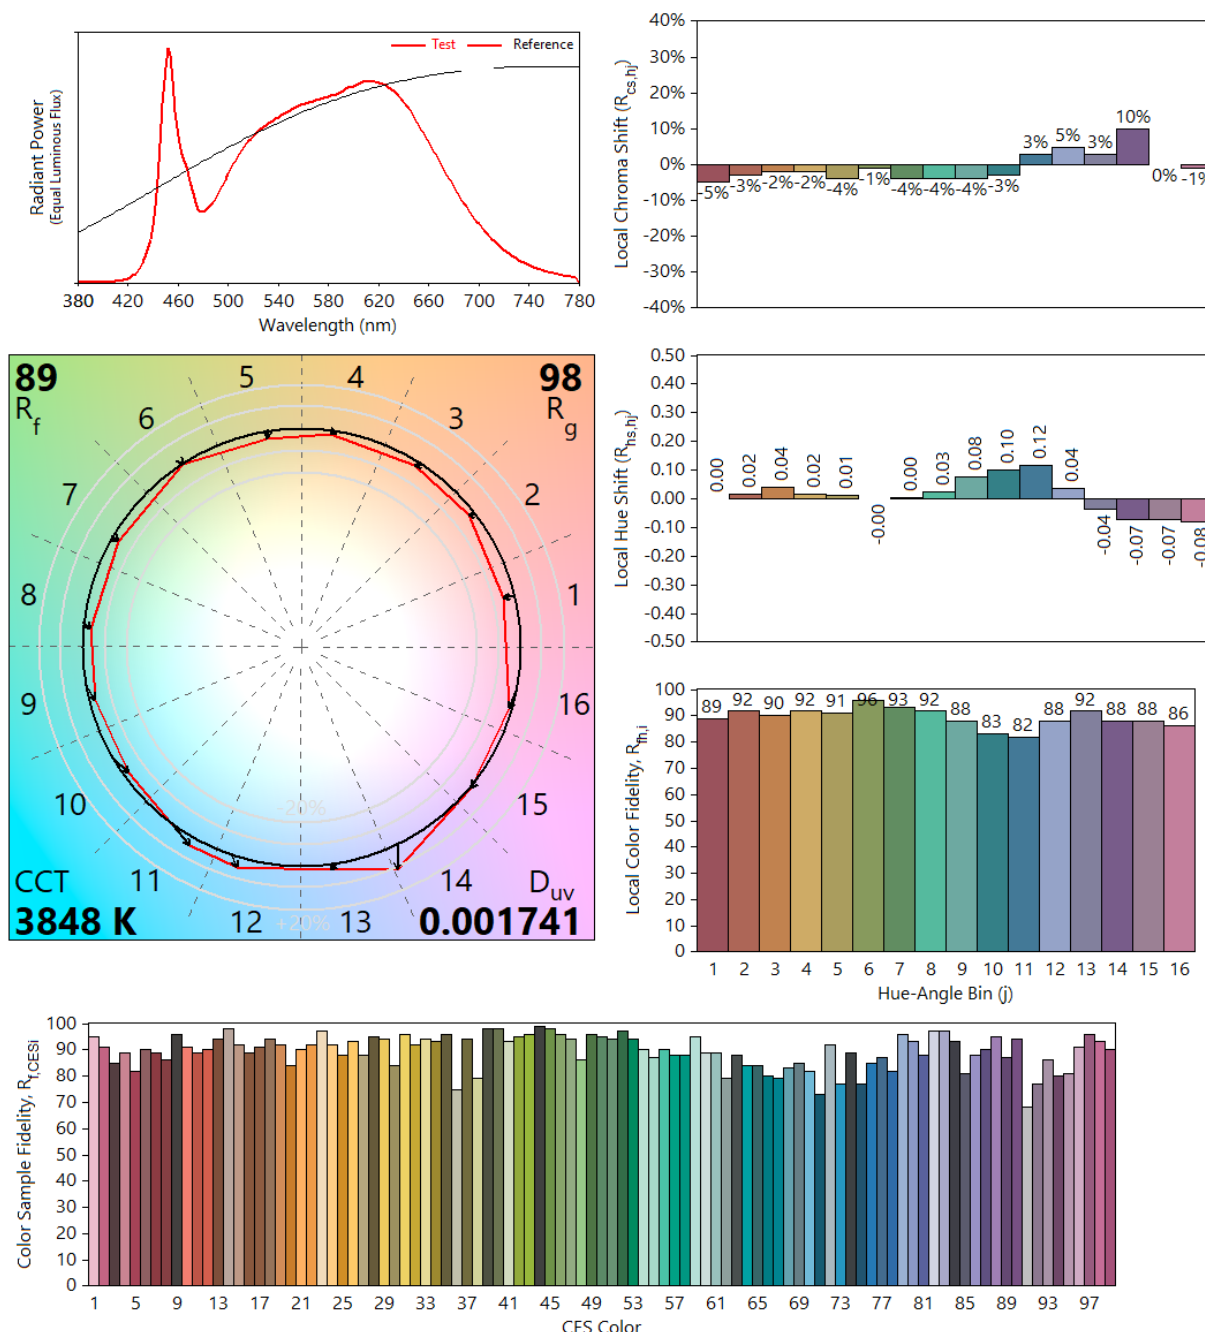 Test
Reference
Radiant Power
(Equal Luminous Flux)
380 420 460 500 540 580 620 660 700 740 780
Wavelength (nm)
Local Chroma Shift (Rcs,hj)
40%
30%
20%
10%
0%
-10%
-20%
-30%
-40%
-5% -3% -2% -2% -4% -1% -4% -4% -4% -3% 3% 5% 3% 10% 0% -1%
89
Rf
98
Rg
CCT
3848 K
Duv
0.001741
1
2
3
4
5
6
7
8
9
10
11
12
13
14
15
16
-20%
+20%
Local Hue Shift (Rhs,hj)
0.50
0.40
0.30
0.20
0.10
0.00
-0.10
-0.20
-0.30
-0.40
-0.50
0.00 0.02 0.04 0.02 0.01 -0.00 0.00 0.03 0.08 0.10 0.12 0.04 -0.04 -0.07 -0.07 -0.08
Local Color Fidelity, Rfh,i
100
90
80
70
60
50
40
30
20
10
0
89 92 90 92 91 96 93 92 88 83 82 88 92 88 88 86
1 2 3 4 5 6 7 8 9 10 11 12 13 14 15 16
Hue-Angle Bin (j)
Color Sample Fidelity, Rf,CESi
100
90
80
70
60
50
40
30
20
10
0
1 5 9 13 17 21 25 29 33 37 41 45 49 53 57 61 65 69 73 77 81 85 89 93 97
CES Color